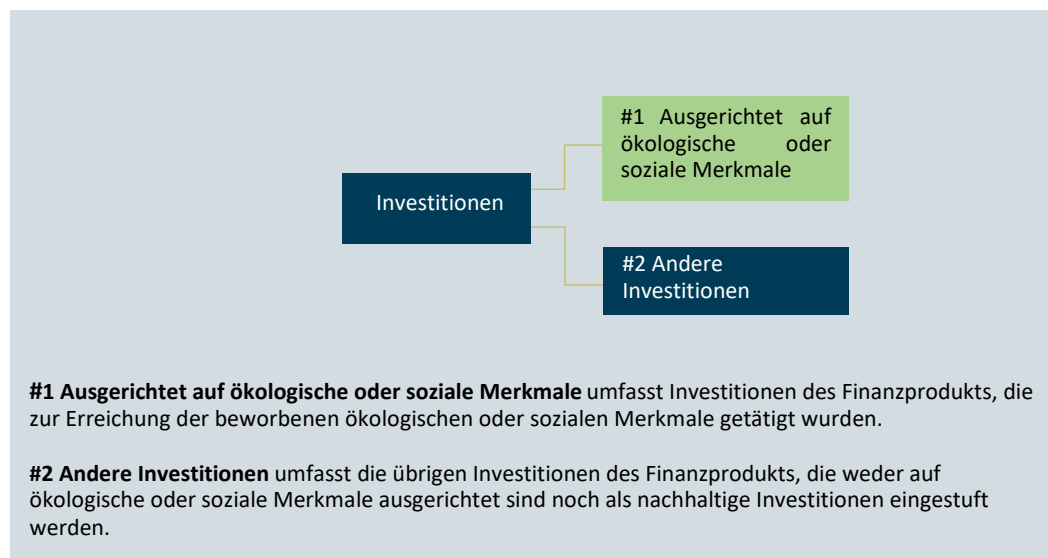 #1 Ausgerichtet auf
ökologische oder
soziale Merkmale
Investitionen
#2 Andere
Investitionen
#1 Ausgerichtet auf ökologische oder soziale Merkmale umfasst Investitionen des Finanzprodukts, die
zur Erreichung der beworbenen ökologischen oder sozialen Merkmale getätigt wurden.
#2 Andere Investitionen umfasst die übrigen Investitionen des Finanzprodukts, die weder auf
ökologische oder soziale Merkmale ausgerichtet sind noch als nachhaltige Investitionen eingestuft
werden.